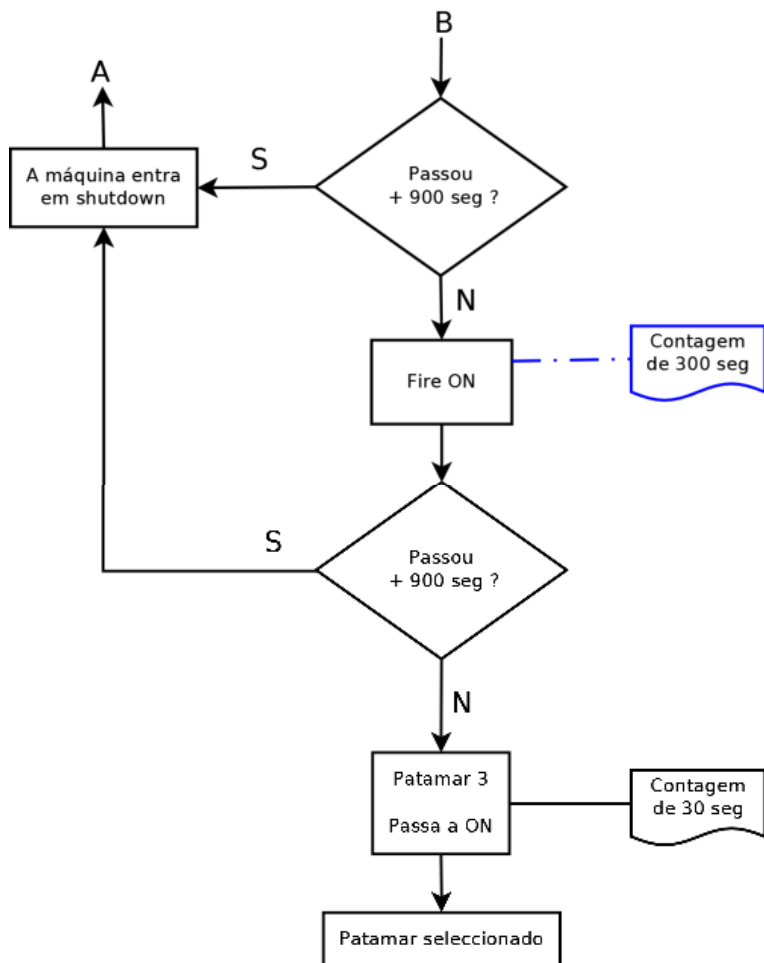 B
A
S
A máquina entra
em shutdown
Passou
+ 900 seg ?
N
Fire ON
Contagem
de 300 seg
S
Passou
+ 900 seg ?
N
Patamar 3
Passa a ON
Contagem
de 30 seg
Patamar seleccionado